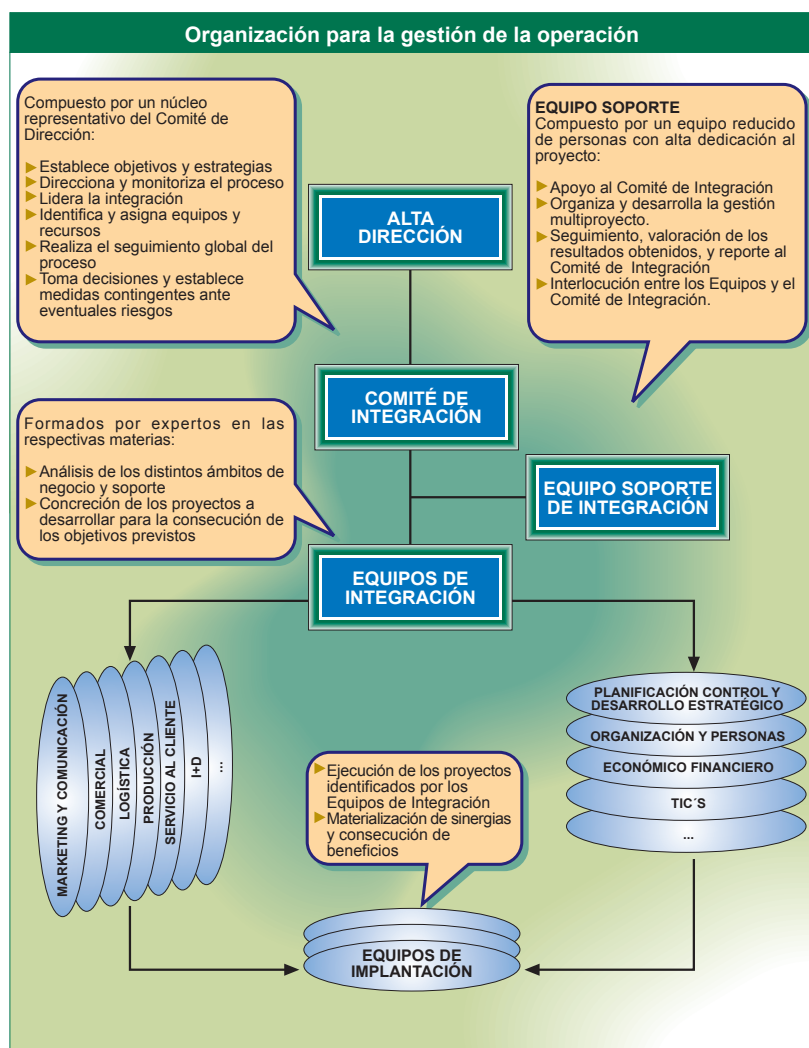 Organización para la gestión de la operación
Compuesto por un núcleo
representativo del Comité de
Dirección:
Establece objetivos y estrategias
Direcciona y monitoriza el proceso
Lidera la integración
Identifica y asigna equipos y
recursos
Realiza el seguimiento global del
proceso
Toma decisiones y establece
medidas contingentes ante
eventuales riesgos
EQUIPO SOPORTE
Compuesto por un equipo reducido
de personas con alta dedicación al
proyecto:
Apoyo al Comité de Integración
Organiza y desarrolla la gestión
multiproyecto.
Seguimiento, valoración de los
resultados obtenidos, y reporte al
Comité de Integración
Interlocución entre los Equipos y el
Comité de Integración.
ALTA
DIRECCIÓN
COMITÉ DE
INTEGRACIÓN
Formados por expertos en las
respectivas materias:
Análisis de los distintos ámbitos de
negocio y soporte
Concreción de los proyectos a
desarrollar para la consecución de
los objetivos previstos
EQUIPO SOPORTE
DE INTEGRACIÓN
EQUIPOS DE
INTEGRACIÓN
MARKETING Y COMUNICACIÓN
COMERCIAL
LOGÍSTICA
PRODUCCIÓN
SERVICIO AL CLIENTE
I+D
...
PLANIFICACIÓN CONTROL Y
DESARROLLO ESTRATÉGICO
ORGANIZACIÓN Y PERSONAS
ECONÓMICO FINANCIERO
TIC´S
...
Ejecución de los proyectos
identificados por los
Equipos de Integración
Materialización de sinergias
y consecución de
beneficios
EQUIPOS DE
IMPLANTACIÓN